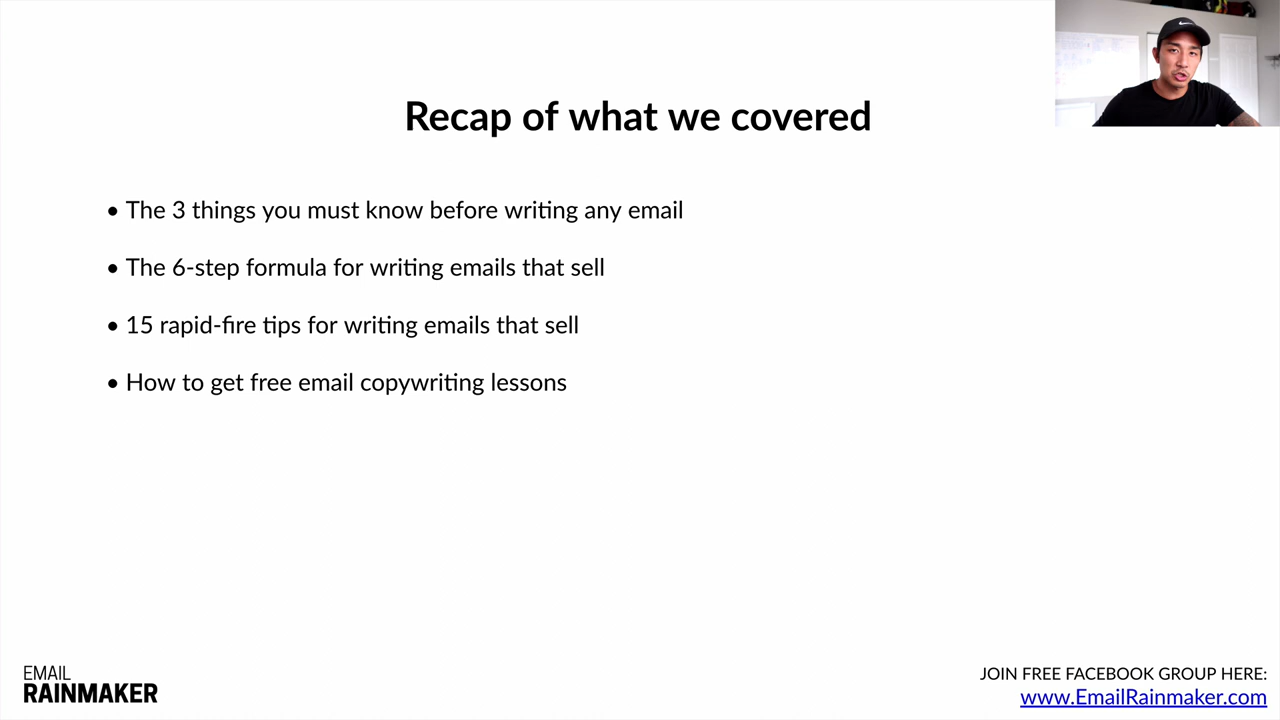 Recap of what we covered
• The 3 things you must know before writing any email
• The 6-step formula for writing emails that sell
• 15 rapid-fire tips for writing emails that sell
• How to get free email copywriting lessons
EMAIL
RAINMAKER
JOIN FREE FACEBOOK GROUP HERE:
www.EmailRainmaker.com